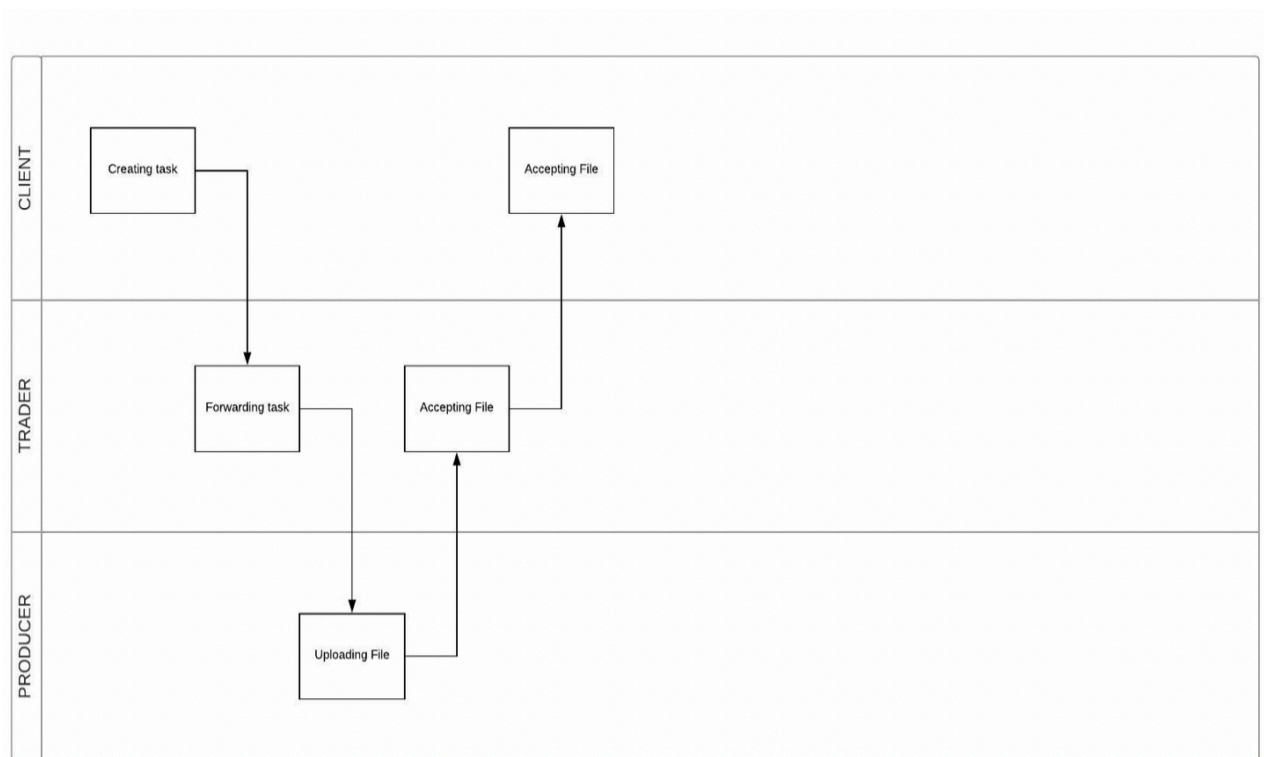 CLIENT
Creating task
Accepting File
TRADER
Forwarding task
Accepting File
PRODUCER
Uploading File